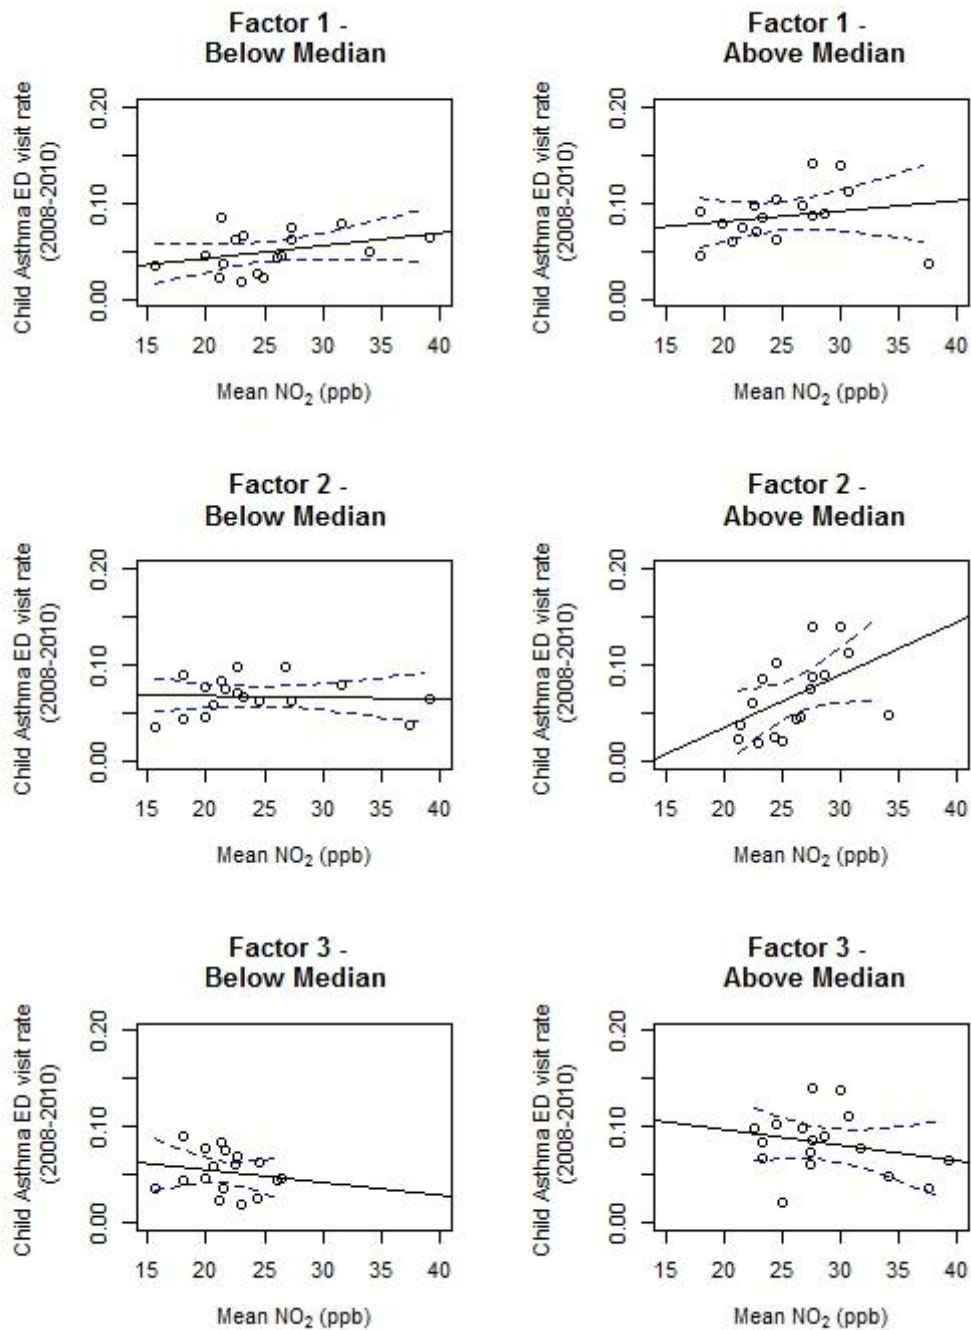 Factor 1 -
Below Median
Child Asthma ED visit rate
(2008-2010)
0.20
0.10
0.00
15 20 25 30 35 40
Mean NO₂ (ppb)
Factor 1 -
Above Median
Child Asthma ED visit rate
(2008-2010)
0.20
0.10
0.00
15 20 25 30 35 40
Mean NO₂ (ppb)
Factor 2 -
Below Median
Child Asthma ED visit rate
(2008-2010)
0.20
0.10
0.00
15 20 25 30 35 40
Mean NO₂ (ppb)
Factor 2 -
Above Median
Child Asthma ED visit rate
(2008-2010)
0.20
0.10
0.00
15 20 25 30 35 40
Mean NO₂ (ppb)
Factor 3 -
Below Median
Child Asthma ED visit rate
(2008-2010)
0.20
0.10
0.00
15 20 25 30 35 40
Mean NO₂ (ppb)
Factor 3 -
Above Median
Child Asthma ED visit rate
(2008-2010)
0.20
0.10
0.00
15 20 25 30 35 40
Mean NO₂ (ppb)